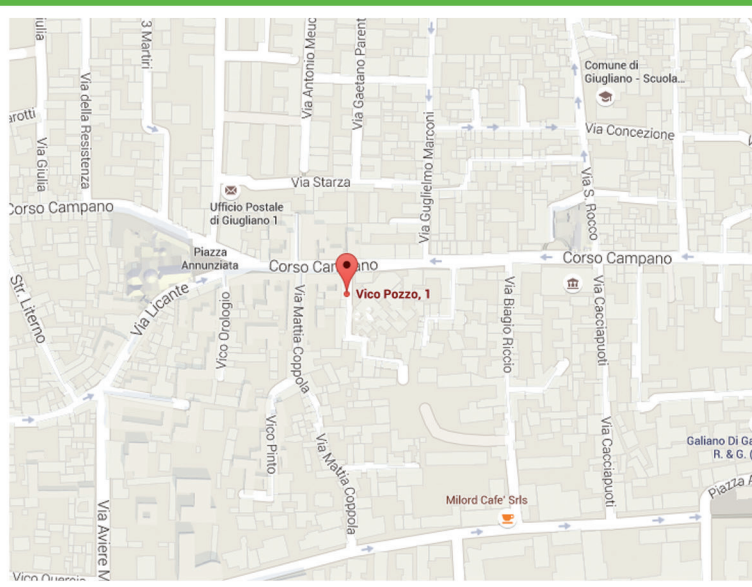 iulia
Via della Resistenza
3 Martiri
Via Antonio Meuc
Via Gaetano Parent
Via Guglielmo Marconi
Comune di
Giugliano - Scuola...
Via Concezione
arotti
Via Giulia
Via Starza
Ufficio Postale
di Giugliano 1
Via S. Rocco
Corso Campano
Piazza
Annunziata
Corso Campano
Corso Campano
Vico Pozzo, 1
Str. Literno
Via Licante
Vico Orologio
Via Mattia Coppola
Via Biagio Riccio
Via Cacciapuoti
Vico Pinto
Via Mattia Coppola
Via Cacciapuoti
Galiano Di Ga
R. & G. (
Milord Cafe' Srls
Piazza A
Via Aviere M
Vico Quercia